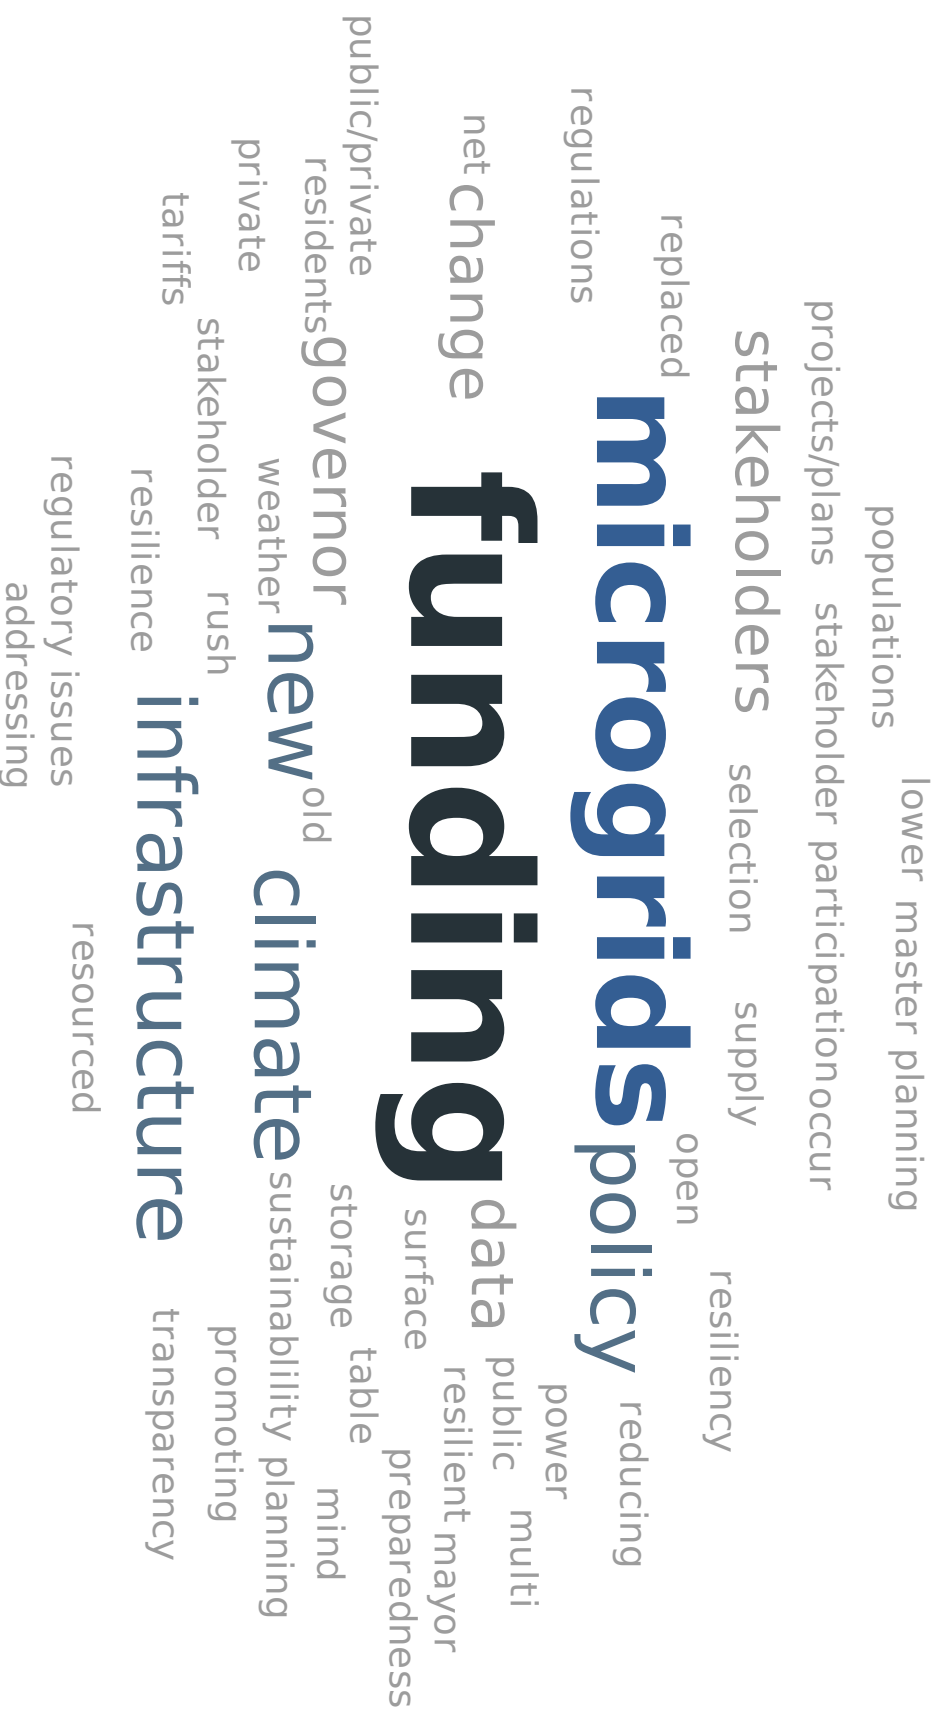 populations
lower
master planning
projects/plans
stakeholder participation
occur
stakeholders
selection
supply
resiliency
replaced
microgrids
open
regulations
policy
reducing
net
change
funding
data
power
multi
public
public/private
surface
resilient
mayor
residents
governor
old
storage
table
preparedness
private
weather
new
climate
sustainablility planning
mind
stakeholder
rush
promoting
tariffs
resilience
infrastructure
transparency
regulatory issues
resourced
addressing